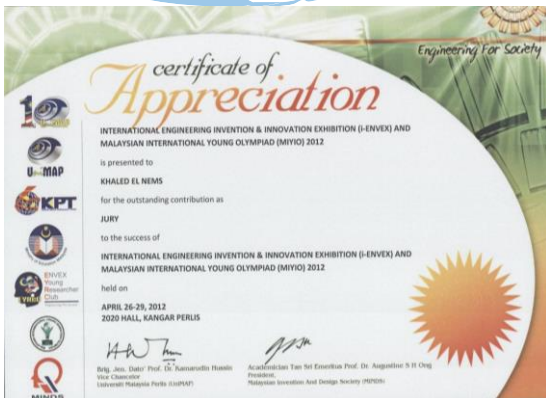 Engineering For Society
certificate of
Appreciation
INTERNATIONAL ENGINEERING INVENTION & INNOVATION EXHIBITION (i-ENVEX) AND
MALAYSIAN INTERNATIONAL YOUNG OLYMPIAD (MIYIO) 2012
is presented to
KHALED EL NEMS
for the outstanding contribution as
JURY
to the success of
INTERNATIONAL ENGINEERING INVENTION & INNOVATION EXHIBITION (i-ENVEX) AND
MALAYSIAN INTERNATIONAL YOUNG OLYMPIAD (MIYIO) 2012
held on
APRIL 26-29, 2012
2020 HALL, KANGAR PERLIS
Brig. Jen. Dato' Prof. Dr. Kamarudin Hussin
Vice Chancelor
Universiti Malaysia Perlis (UniMAP)
Academician Tan Sri Emeritus Prof. Dr. Augustine S H Ong
President,
Malaysian Invention And Design Society (MINDS)
UniMAP
KPT
ENVEX
Young
Researcher
Club
MINDS